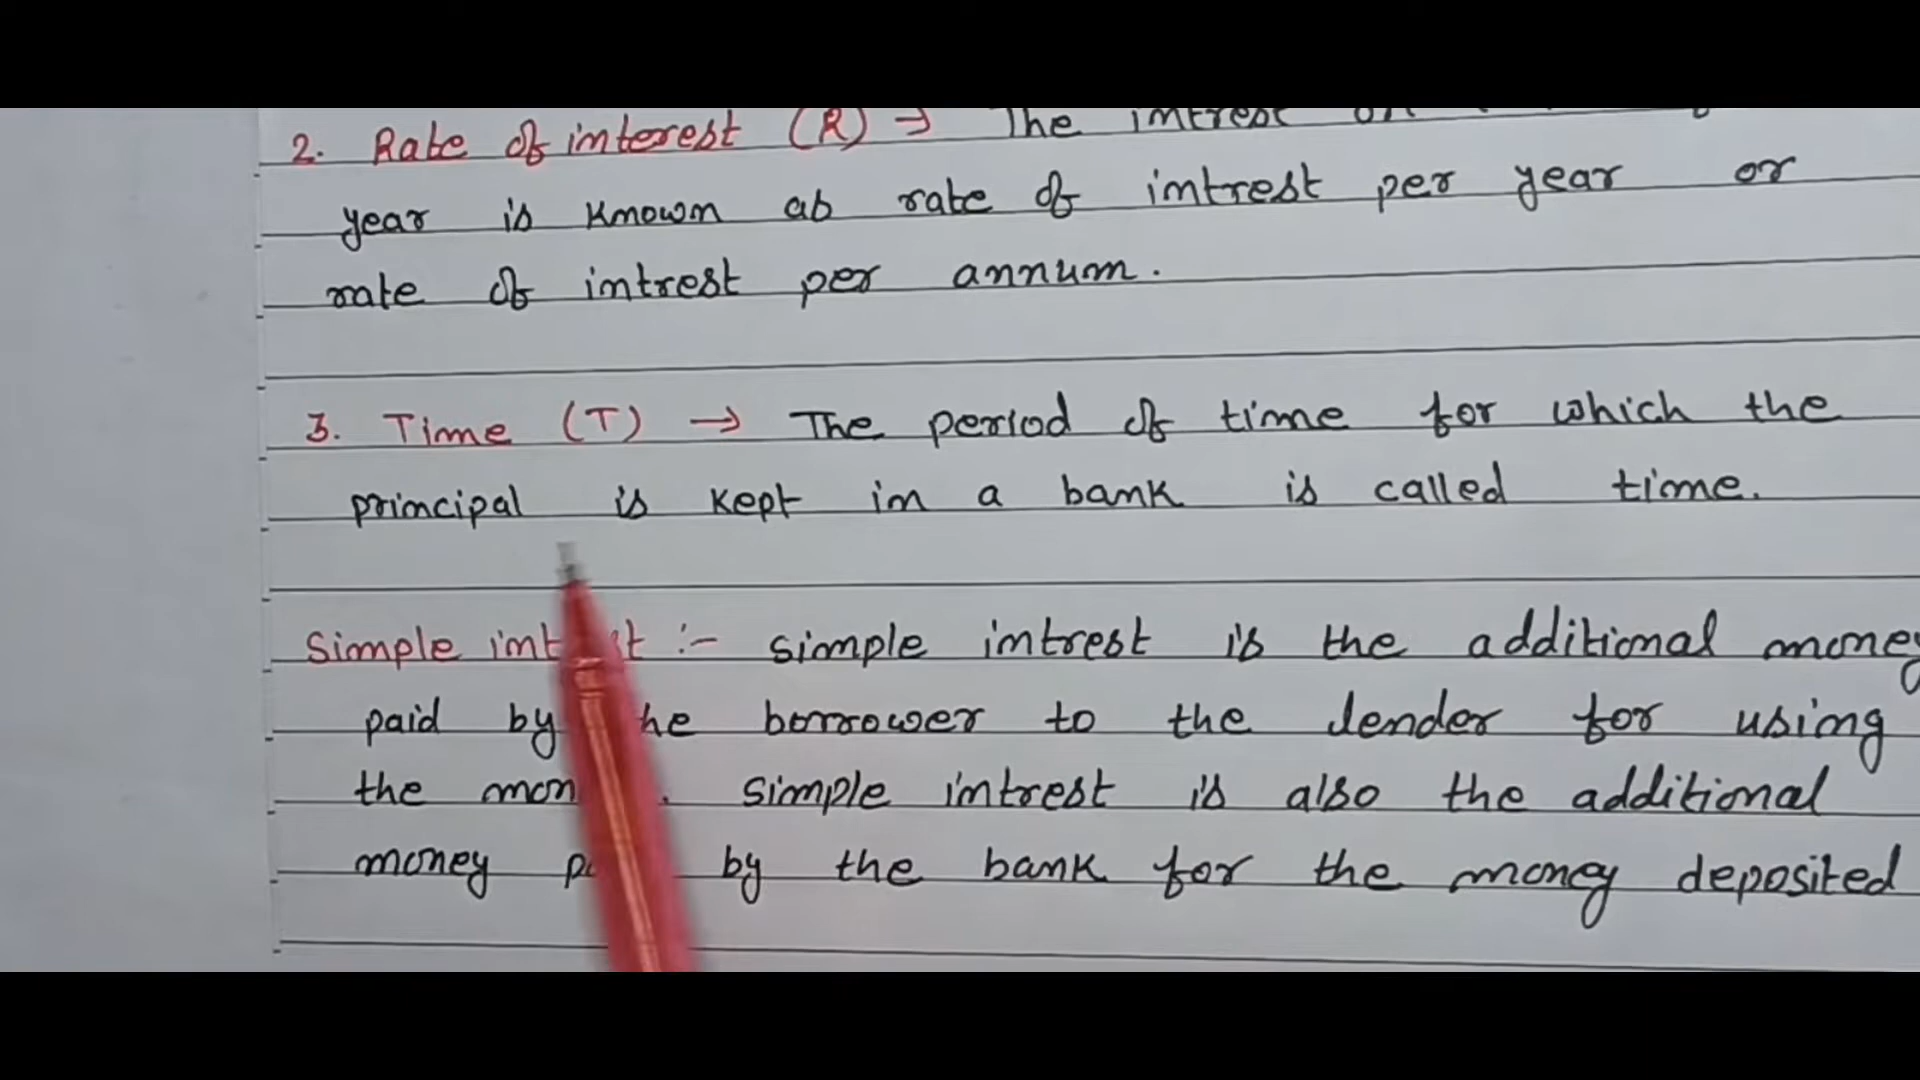 2. Rate of interest (R) → The intrest on
year is known as rate of intrest per year or
rate of intrest per annum.
3. Time (T) → The period of time for which the
principal is kept in a bank is called time.
Simple :- simple intrest is the additional money
paid by borrower to the lender for using
the simple intrest is also the additional
money by the bank for the money deposited